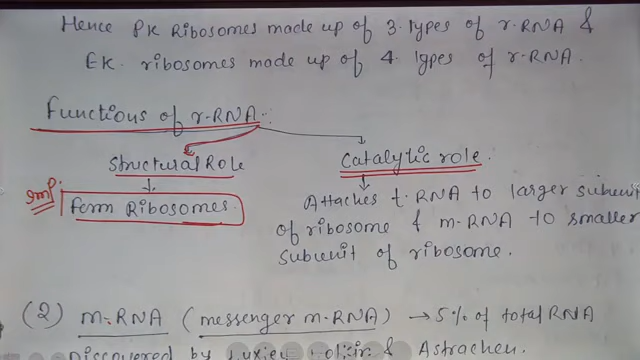 Hence PK Ribosomes made up of 3 types of r-RNA &
EK. ribosomes made up of 4 types of r-RNA.
Functions of r-RNA:
Structural Role
Catalytic role:
Imp.
form Ribosomes.
Attaches t.RNA to larger subunit
of ribosome & m-RNA to smaller
subunit of ribosome.
(2) m.RNA (messenger m-RNA) → 5% of total RNA
Discovered by & Astrachen.